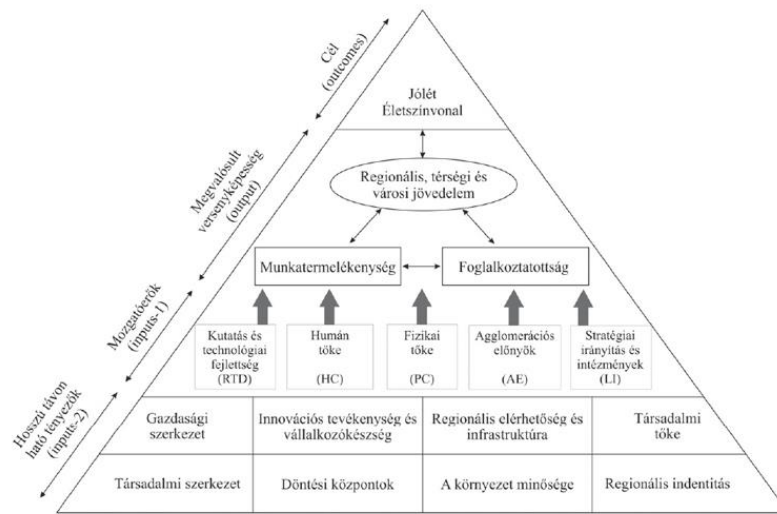 Cél
(outcomes)
Jólét
Életszínvonal
Megvalósult
versenyképesség
(output)
Regionális, térségi és
városi jövedelem
Munkatermelékenység
Foglalkoztatottság
Mozgatóerők
(inputs-1)
Kutatás és
technológiai
fejlettség
(RTD)
Humán
tőke
(HC)
Fizikai
tőke
(PC)
Agglomerációs
előnyök
(AE)
Stratégiai
irányítás és
intézmények
(LI)
Hosszú távon
ható tényezők
(inputs-2)
Gazdasági
szerkezet
Innovációs tevékenység és
vállalkozókészség
Regionális elérhetőség és
infrastruktúra
Társadalmi
tőke
Társadalmi szerkezet
Döntési központok
A környezet minősége
Regionális indentitás